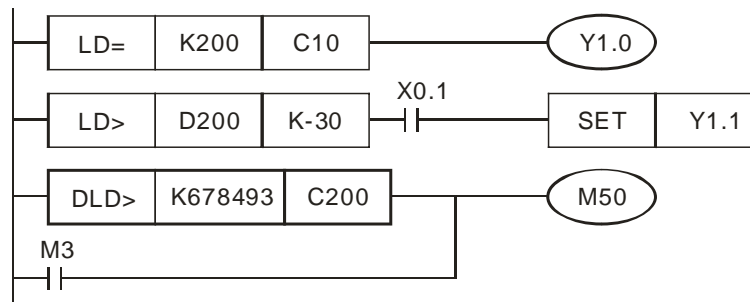 LD= K200 C10 Y1.0
X0.1
LD> D200 K-30 SET Y1.1
DLD> K678493 C200 M50
M3